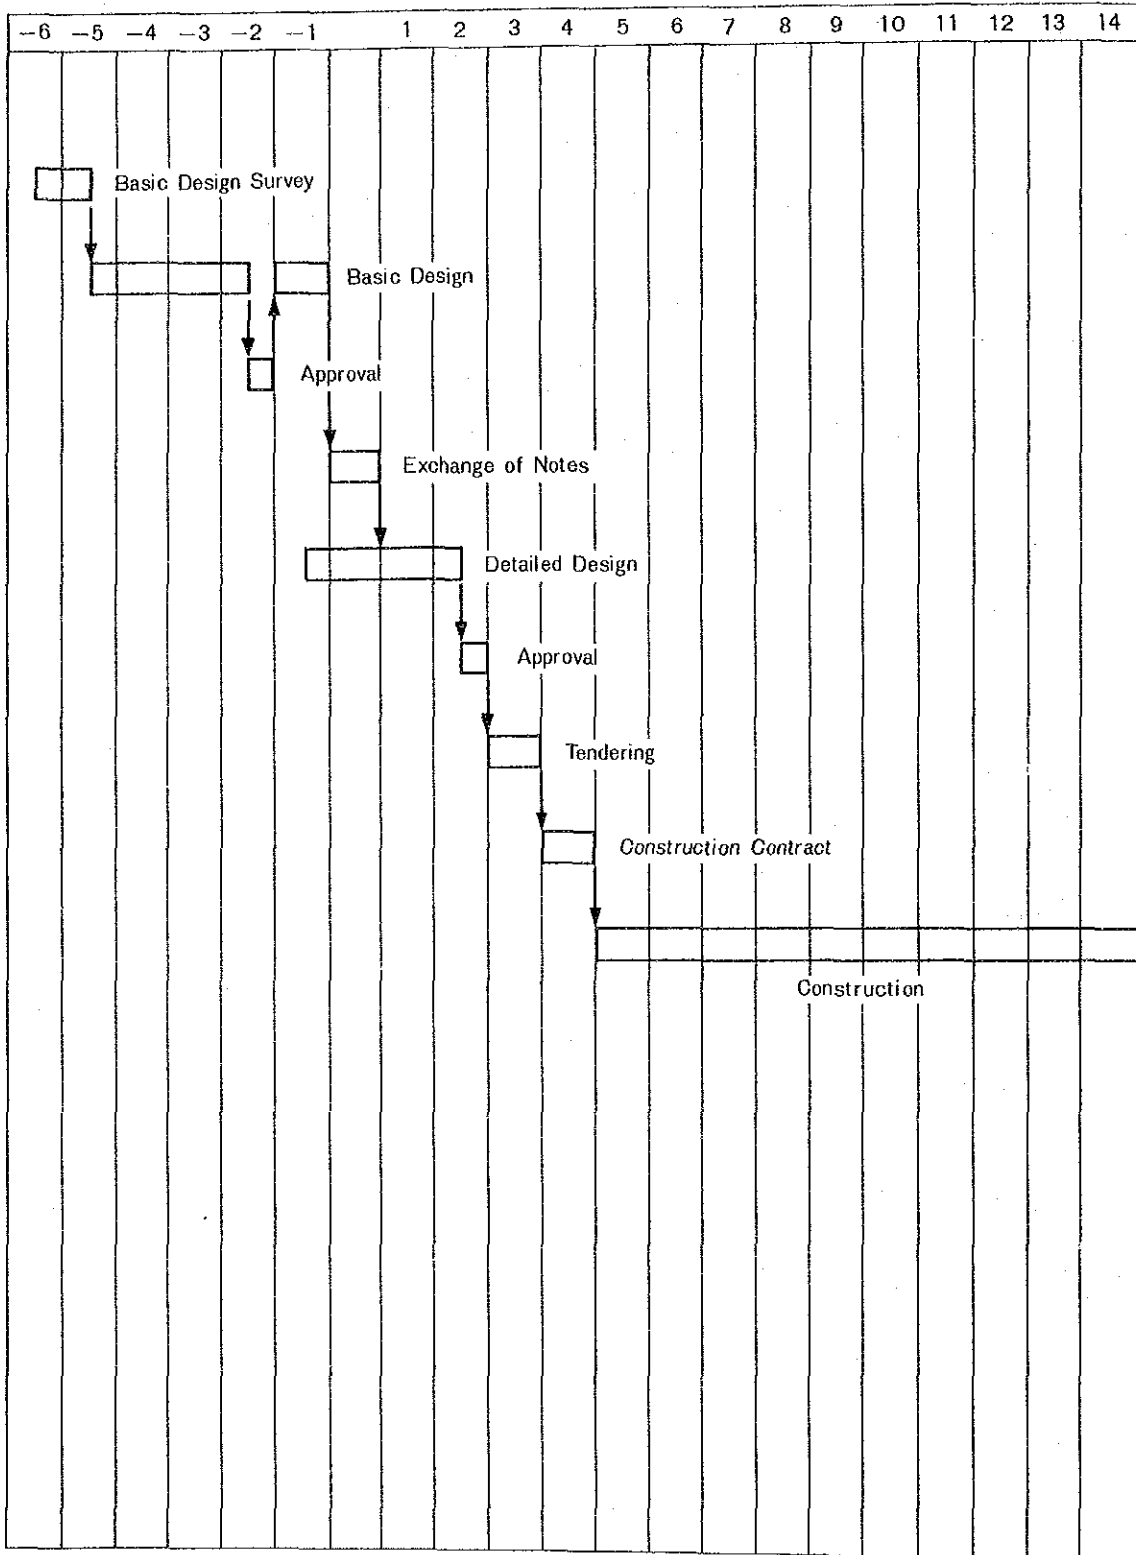 −6 −5 −4 −3 −2 −1 1 2 3 4 5 6 7 8 9 10 11 12 13 14
Basic Design Survey
Basic Design
Approval
Exchange of Notes
Detailed Design
Approval
Tendering
Construction Contract
Construction